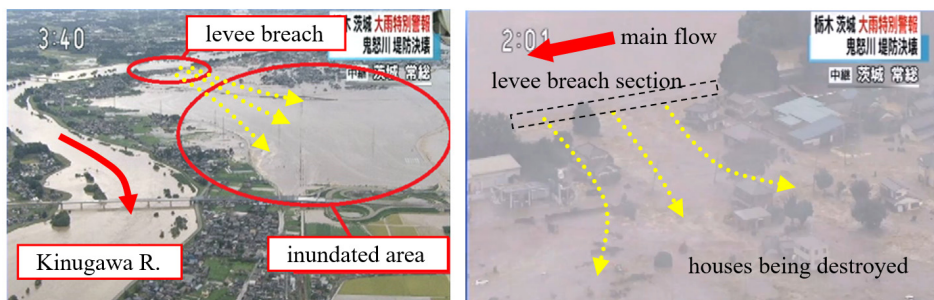 3:40
木 茨城 大雨特別警報
鬼怒川 堤防決壊
中継 茨城 常総
levee breach
Kinugawa R.
inundated area
2:01
栃木 茨城 大雨特別警報
鬼怒川 堤防決壊
中継 茨城 常総
main flow
levee breach section
houses being destroyed